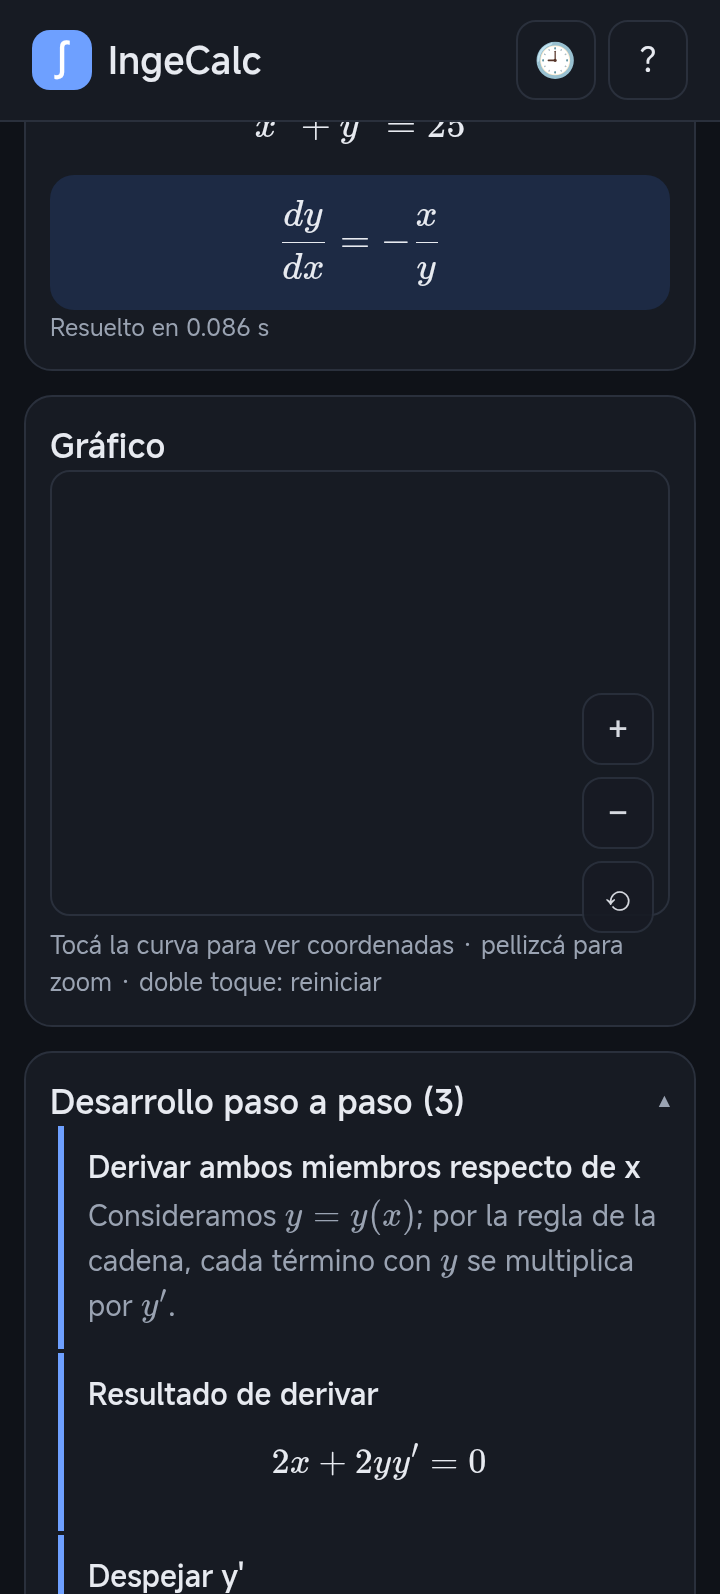 ∫ IngeCalc ?
x + y = 25
dy/dx = −x/y
Resuelto en 0.086 s
Gráfico
+
−
Tocá la curva para ver coordenadas · pellizcá para
zoom · doble toque: reiniciar
Desarrollo paso a paso (3) ▲
Derivar ambos miembros respecto de x
Consideramos y = y(x); por la regla de la
cadena, cada término con y se multiplica
por y′.
Resultado de derivar
2x + 2yy′ = 0
Despejar y'